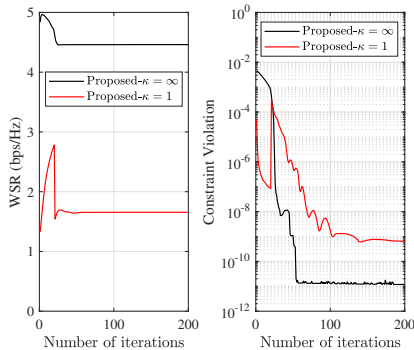 WSR (bps/Hz)
5
4
3
2
1
0
0
100
200
Number of iterations
Proposed-κ = ∞
Proposed-κ = 1
Constraint Violation
10^0
10^-2
10^-4
10^-6
10^-8
10^-10
10^-12
0
100
200
Number of iterations
Proposed-κ = ∞
Proposed-κ = 1